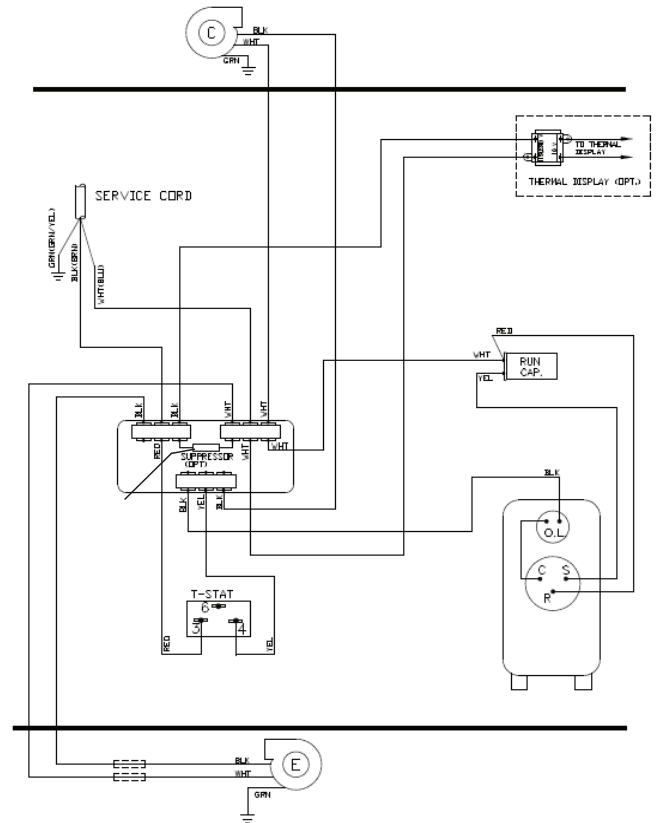 C
BLK
WHT
GRN
TO THERMAL
DISPLAY
THERMAL DISPLAY (OPT.)
SERVICE CORD
GRN(GRN/YEL)
BLK(BRN)
WHT(BLU)
RED
WHT
RUN
CAP.
YEL
BLK
BLK
WHT
WHT
RED
WHT
WHT
SUPPRESSOR
(OPT)
BLK
YEL
BLK
BLK
O.L.
C
S
R
T-STAT
6
3
4
RED
YEL
BLK
WHT
E
GRN